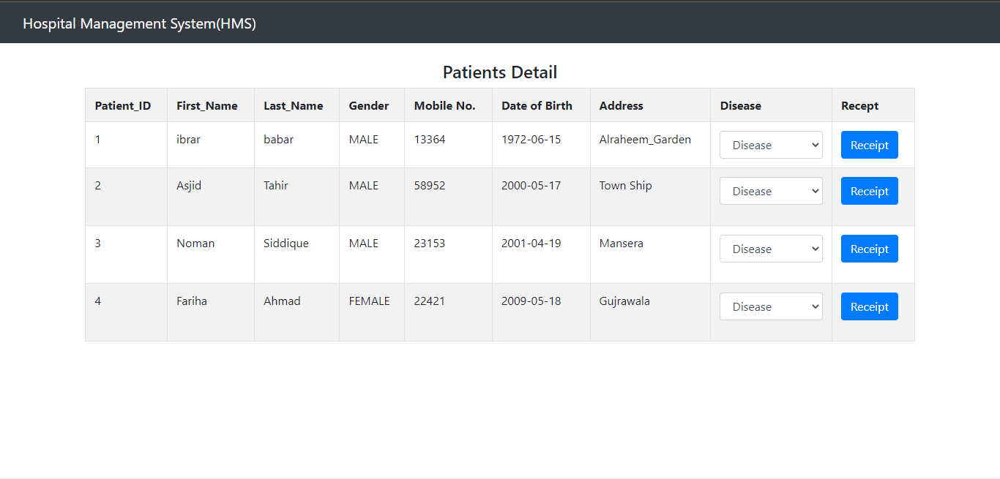 Hospital Management System(HMS)
Patients Detail
Patient_ID First_Name Last_Name Gender Mobile No. Date of Birth Address Disease Recept
1 ibrar babar MALE 13364 1972-06-15 Alraheem_Garden Disease Receipt
2 Asjid Tahir MALE 58952 2000-05-17 Town Ship Disease Receipt
3 Noman Siddique MALE 23153 2001-04-19 Mansera Disease Receipt
4 Fariha Ahmad FEMALE 22421 2009-05-18 Gujrawala Disease Receipt